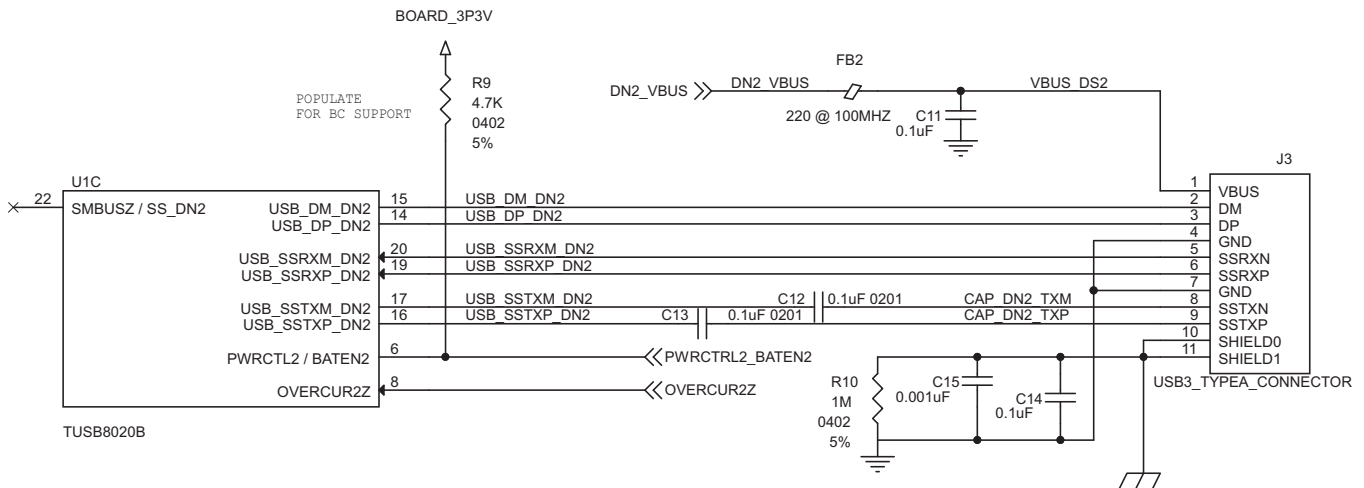 BOARD_3P3V
FB2
R9
4.7K
0402
5%
POPULATE
FOR BC SUPPORT
DN2_VBUS
DN2_VBUS
VBUS_DS2
220 @ 100MHZ
C11
0.1uF
J3
U1C
22
SMBUSZ / SS_DN2
USB_DM_DN2
15
USB_DM_DN2
USB_DP_DN2
14
USB_DP_DN2
USB_SSRXM_DN2
20
USB_SSRXM_DN2
USB_SSRXP_DN2
19
USB_SSRXP_DN2
USB_SSTXM_DN2
17
USB_SSTXM_DN2
C12
0.1uF 0201
CAP_DN2_TXM
USB_SSTXP_DN2
16
USB_SSTXP_DN2
C13
0.1uF 0201
CAP_DN2_TXP
PWRCTL2 / BATEN2
6
PWRCTRL2_BATEN2
OVERCUR2Z
8
OVERCUR2Z
TUSB8020B
1
VBUS
2
DM
3
DP
4
GND
5
SSRXN
6
SSRXP
7
GND
8
SSTXN
9
SSTXP
10
SHIELD0
11
SHIELD1
USB3_TYPEA_CONNECTOR
R10
1M
0402
5%
C15
0.001uF
C14
0.1uF